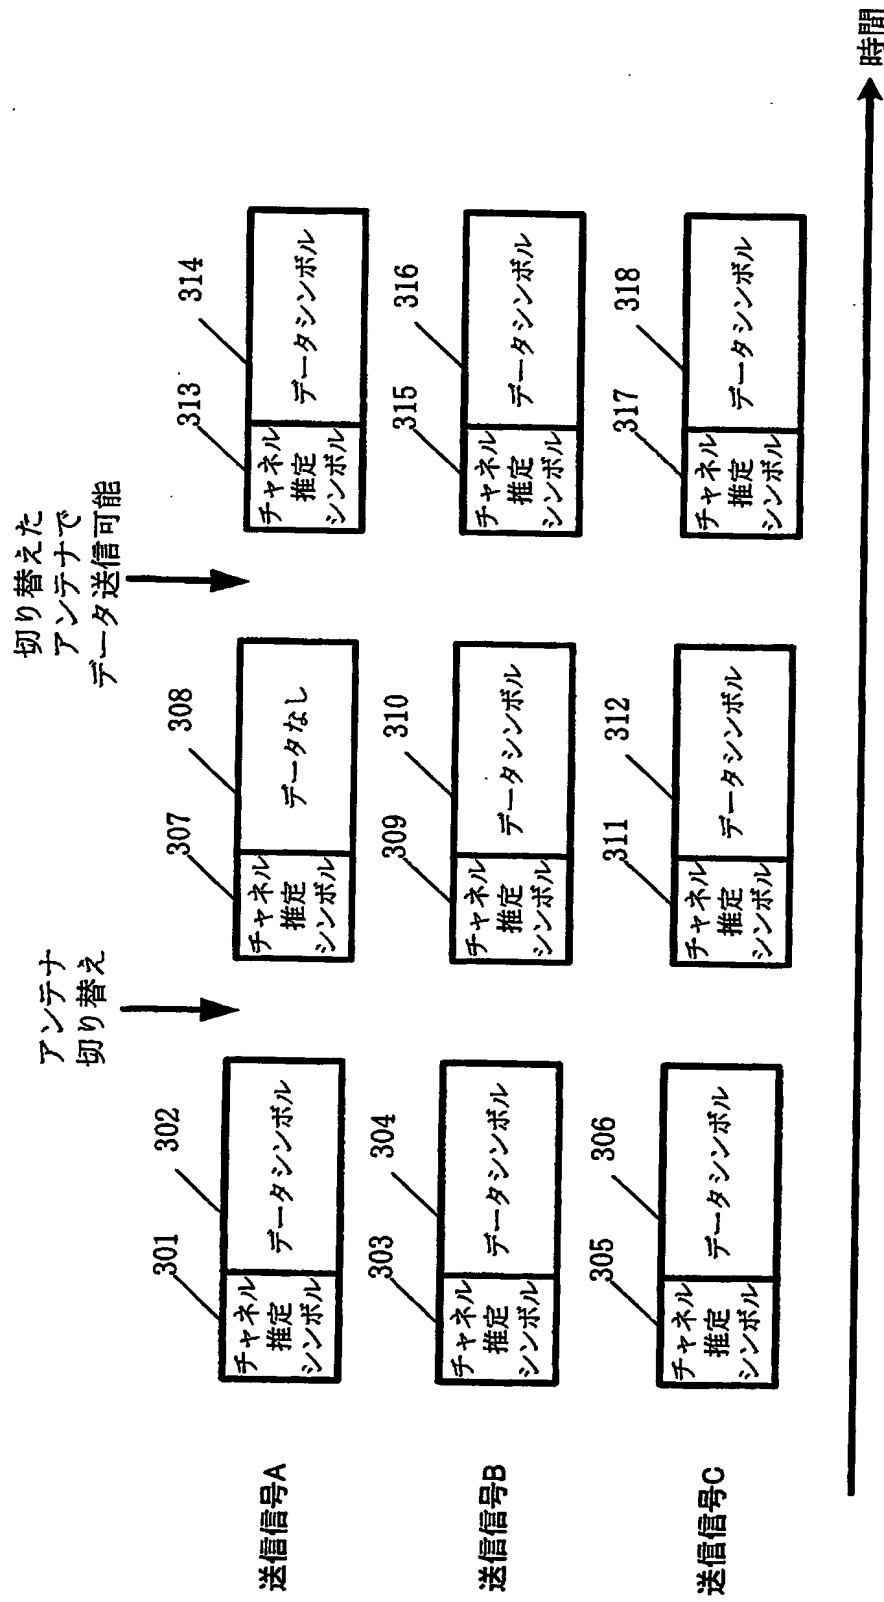 切り替えた
アンテナで
データ送信可能
アンテナ
切り替え
送信信号A
301
チャネル
推定
シンボル
302
データシンボル
307
チャネル
推定
シンボル
308
データなし
313
チャネル
推定
シンボル
314
データシンボル
送信信号B
303
チャネル
推定
シンボル
304
データシンボル
309
チャネル
推定
シンボル
310
データシンボル
315
チャネル
推定
シンボル
316
データシンボル
送信信号C
305
チャネル
推定
シンボル
306
データシンボル
311
チャネル
推定
シンボル
312
データシンボル
317
チャネル
推定
シンボル
318
データシンボル
時間